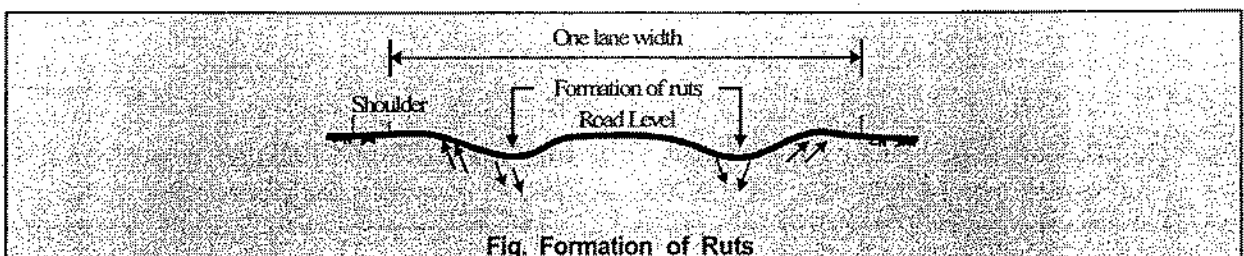 One lane width
Formation of ruts
Shoulder
Road Level
Fig. Formation of Ruts